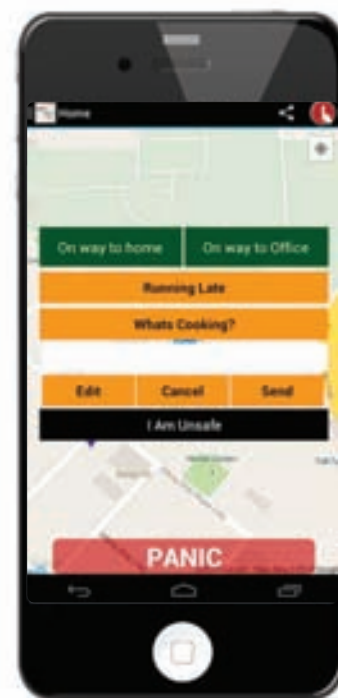 Home
On way to home On way to Office
Running Late
Whats Cooking?
Edit Cancel Send
I Am Unsafe
PANIC